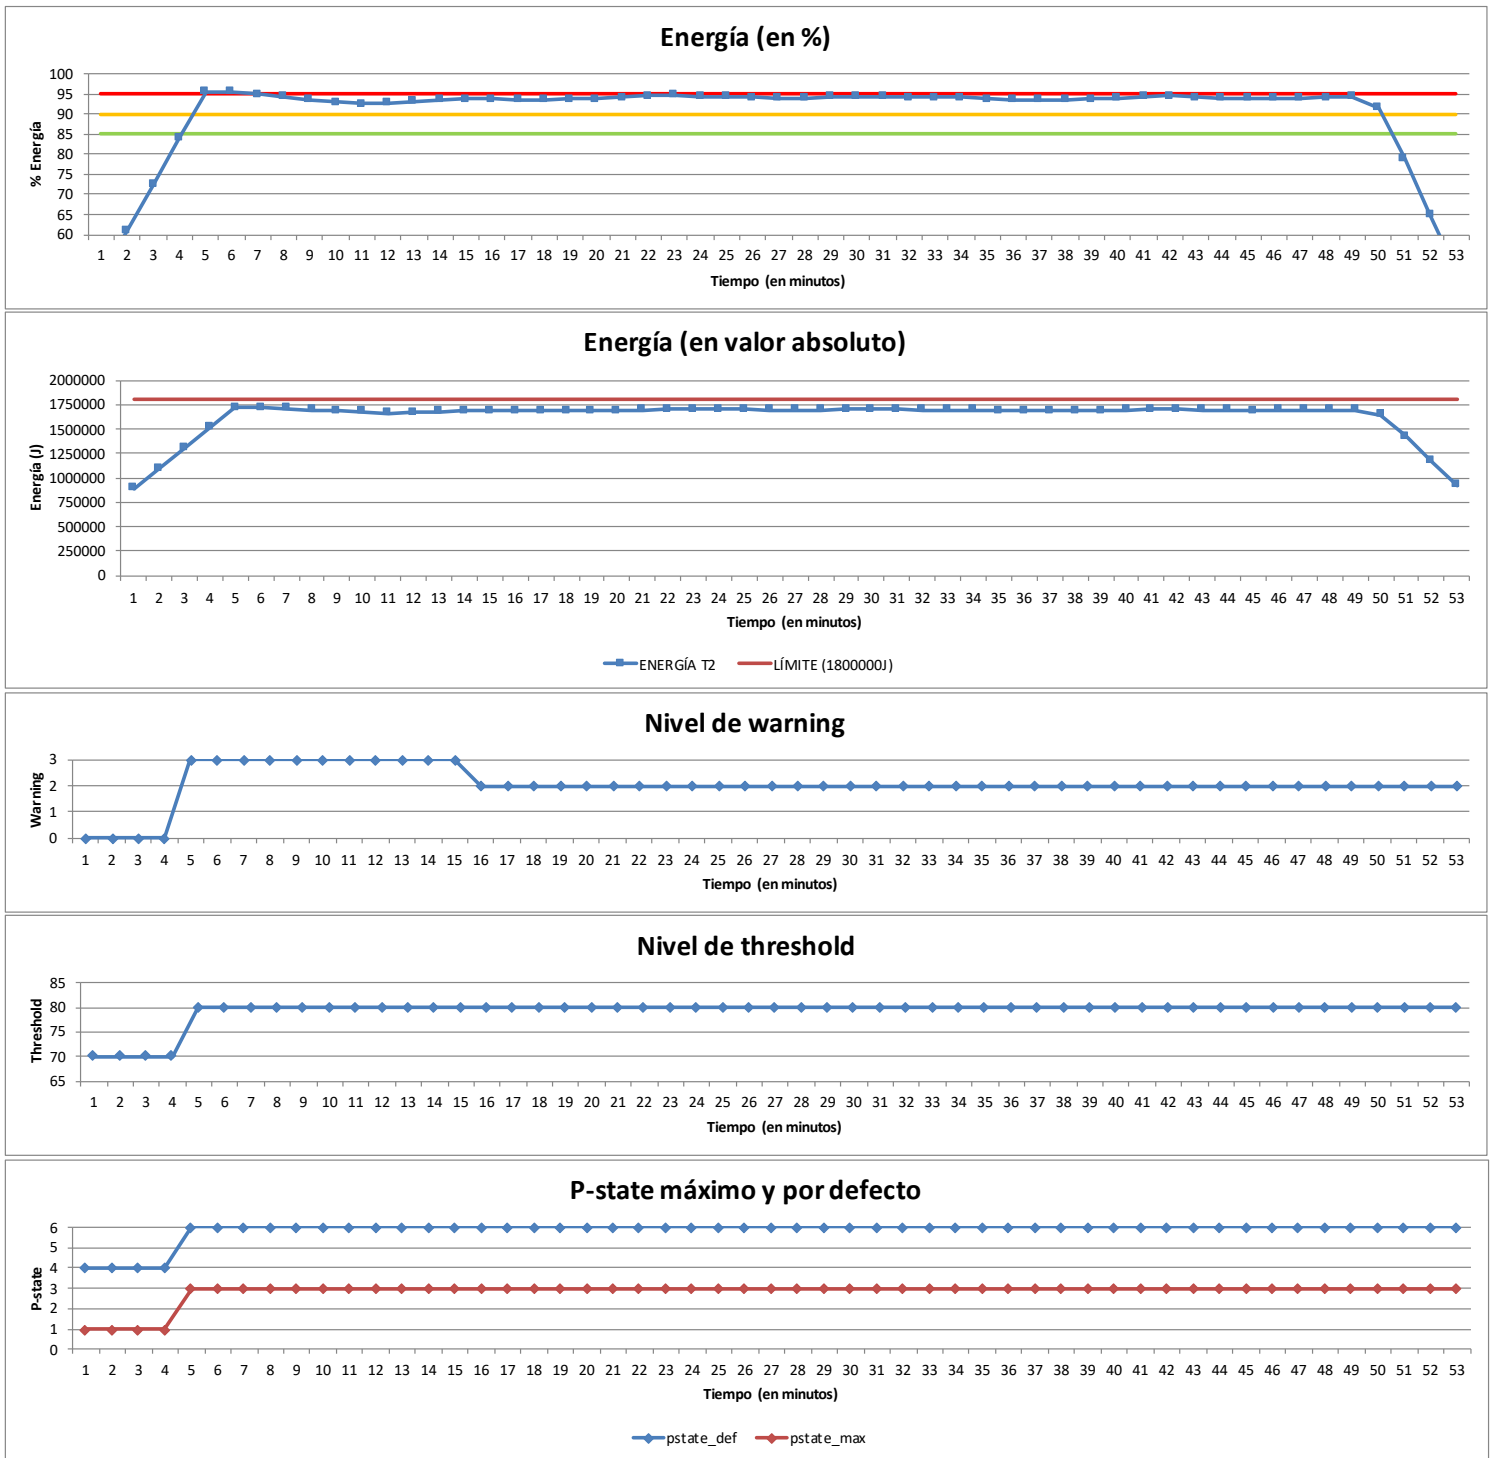 Energía (en %)
% Energía
100
95
90
85
80
75
70
65
60
1 2 3 4 5 6 7 8 9 10 11 12 13 14 15 16 17 18 19 20 21 22 23 24 25 26 27 28 29 30 31 32 33 34 35 36 37 38 39 40 41 42 43 44 45 46 47 48 49 50 51 52 53
Tiempo (en minutos)
Energía (en valor absoluto)
Energía (J)
2000000
1750000
1500000
1250000
1000000
750000
500000
250000
0
1 2 3 4 5 6 7 8 9 10 11 12 13 14 15 16 17 18 19 20 21 22 23 24 25 26 27 28 29 30 31 32 33 34 35 36 37 38 39 40 41 42 43 44 45 46 47 48 49 50 51 52 53
Tiempo (en minutos)
ENERGÍA T2 LÍMITE (1800000J)
Nivel de warning
Warning
3
2
1
0
1 2 3 4 5 6 7 8 9 10 11 12 13 14 15 16 17 18 19 20 21 22 23 24 25 26 27 28 29 30 31 32 33 34 35 36 37 38 39 40 41 42 43 44 45 46 47 48 49 50 51 52 53
Tiempo (en minutos)
Nivel de threshold
Threshold
85
80
75
70
65
1 2 3 4 5 6 7 8 9 10 11 12 13 14 15 16 17 18 19 20 21 22 23 24 25 26 27 28 29 30 31 32 33 34 35 36 37 38 39 40 41 42 43 44 45 46 47 48 49 50 51 52 53
Tiempo (en minutos)
P-state máximo y por defecto
P-state
6
5
4
3
2
1
0
1 2 3 4 5 6 7 8 9 10 11 12 13 14 15 16 17 18 19 20 21 22 23 24 25 26 27 28 29 30 31 32 33 34 35 36 37 38 39 40 41 42 43 44 45 46 47 48 49 50 51 52 53
Tiempo (en minutos)
pstate_def pstate_max